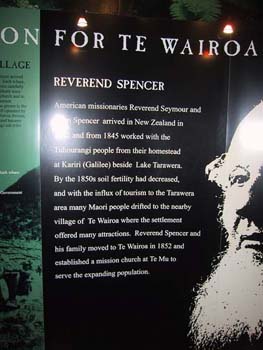 ON FOR TE WAIROA
LLAGE
REVEREND SPENCER
American missionaries Reverend Seymour and
Spencer arrived in New Zealand in
and from 1845 worked with the
Tuhourangi people from their homestead
at Kariri (Galilee) beside Lake Tarawera.
By the 1850s soil fertility had decreased,
and with the influx of tourism to the Tarawera
area many Maori people drifted to the nearby
village of Te Wairoa where the settlement
offered many attractions. Reverend Spencer and
his family moved to Te Wairoa in 1852 and
established a mission church at Te Mu to
serve the expanding population.
Government